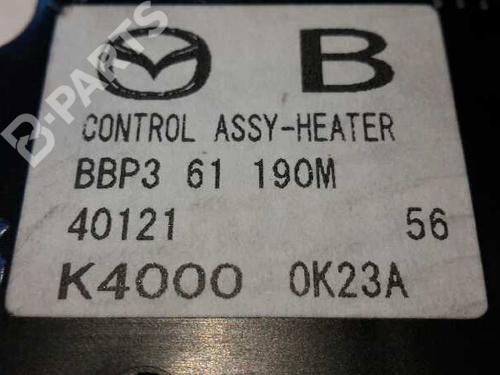 B-PARTS
B
CONTROL ASSY-HEATER
BBP3 61 190M
40121 56
K4000 0K23A